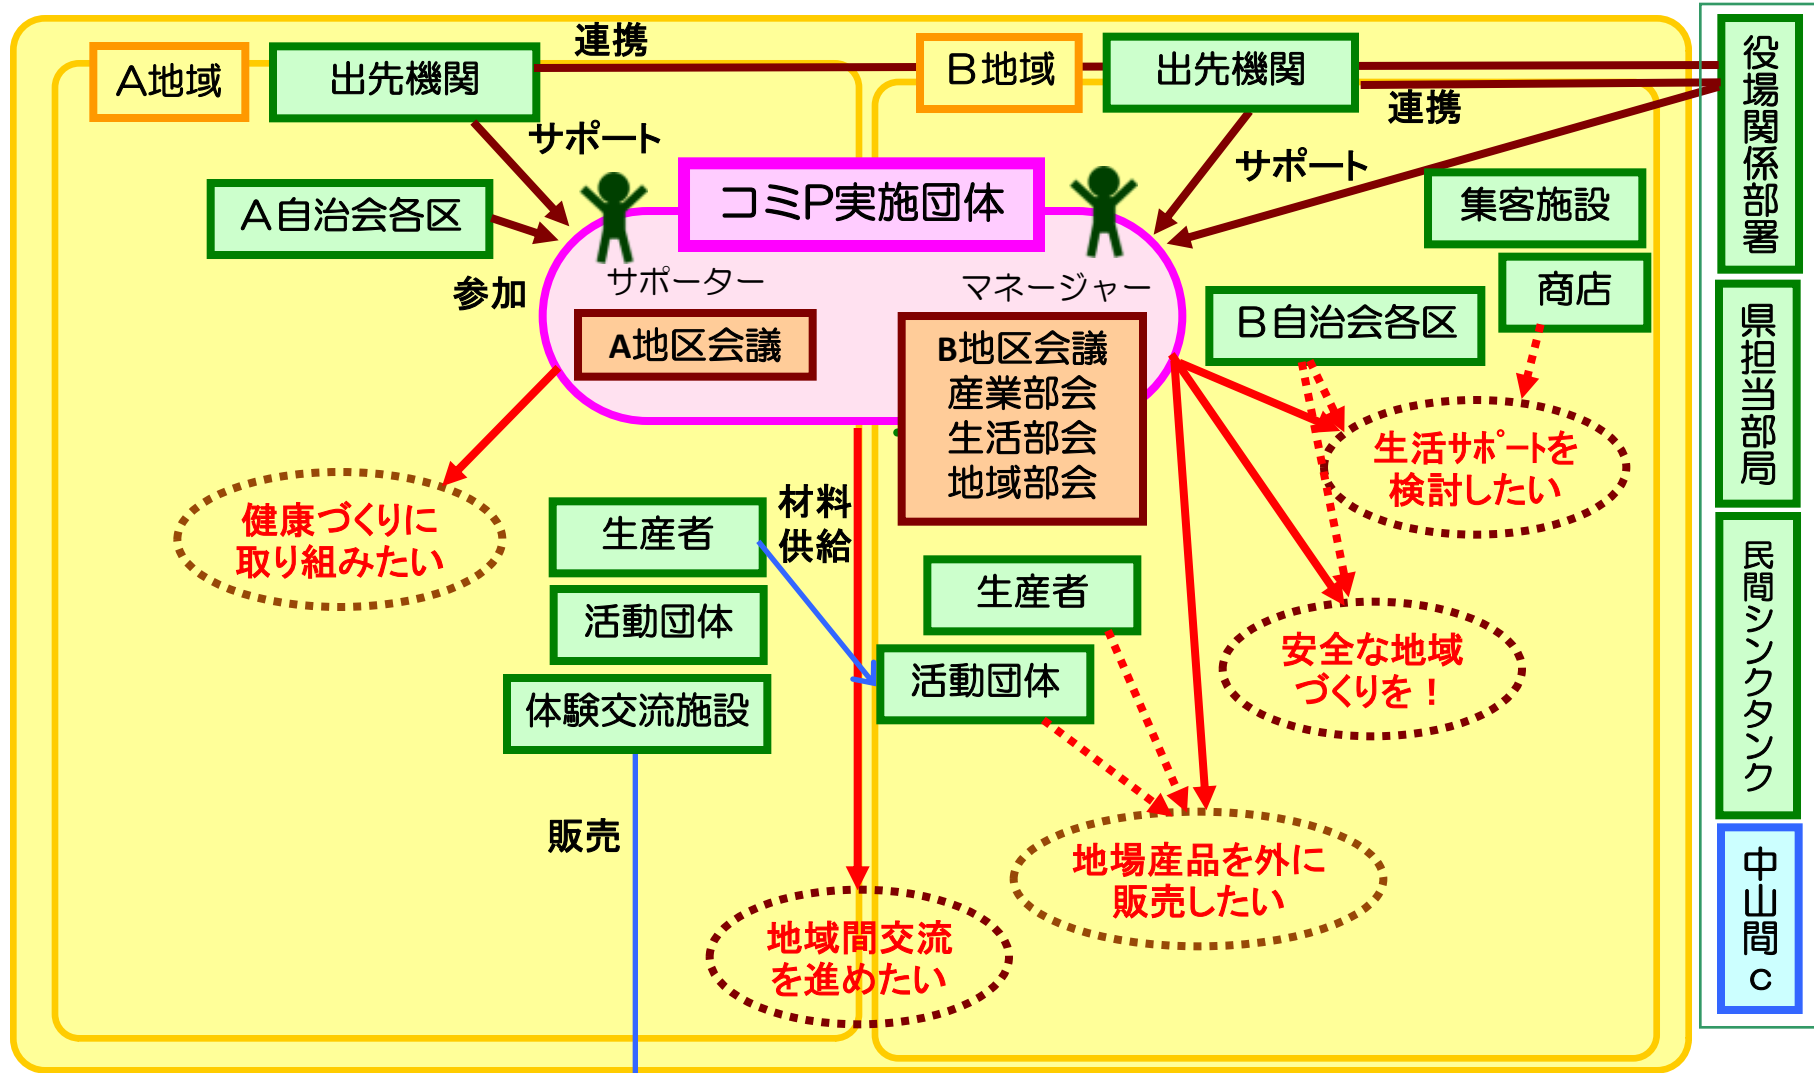 A地域
出先機関
連携
B地域
出先機関
連携
サポート
サポート
コミP実施団体
A自治会各区
参加
サポーター
マネージャー
A地区会議
B地区会議
産業部会
生活部会
地域部会
集客施設
商店
B自治会各区
生活ｻﾎﾟｰﾄを
検討したい
健康づくりに
取り組みたい
材料
供給
生産者
活動団体
体験交流施設
生産者
活動団体
安全な地域
づくりを！
販売
地場産品を外に
販売したい
地域間交流
を進めたい
役場関係部署
県担当部局
民間シンクタンク
中山間c